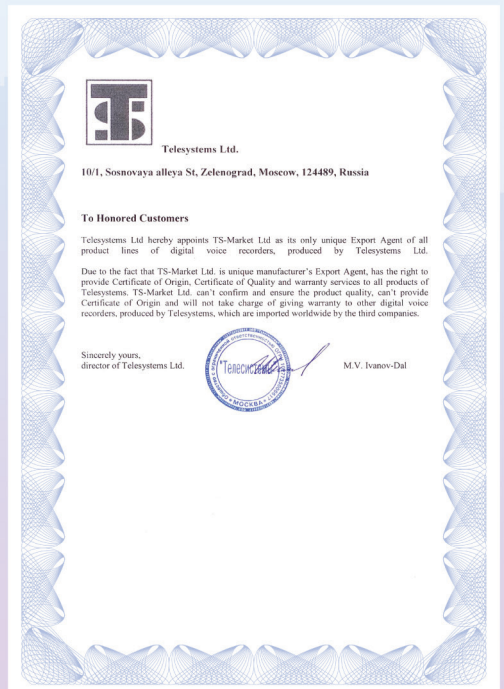 TS
Telesystems Ltd.
10/1, Sosnovaya alleya St, Zelenograd, Moscow, 124489, Russia
To Honored Customers
Telesystems Ltd hereby appoints TS-Market Ltd as its only unique Export Agent of all
product lines of digital voice recorders, produced by Telesystems Ltd.
Due to the fact that TS-Market Ltd. is unique manufacturer's Export Agent, has the right to
provide Certificate of Origin, Certificate of Quality and warranty services to all products of
Telesystems. TS-Market Ltd. can't confirm and ensure the product quality, can't provide
Certificate of Origin and will not take charge of giving warranty to other digital voice
recorders, produced by Telesystems, which are imported worldwide by the third companies.
Sincerely yours,
director of Telesystems Ltd.
M.V. Ivanov-Dal
"Телесистемы"
МОСКВА